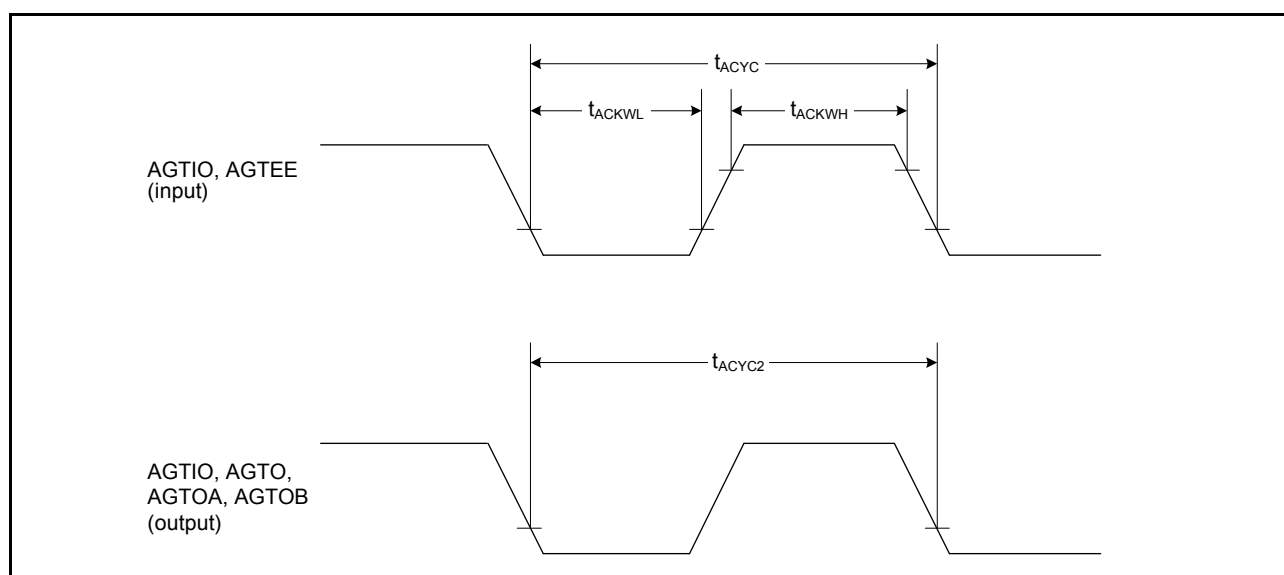 tACYC
tACKWL
tACKWH
AGTIO, AGTEE
(input)
tACYC2
AGTIO, AGTO,
AGTOA, AGTOB
(output)